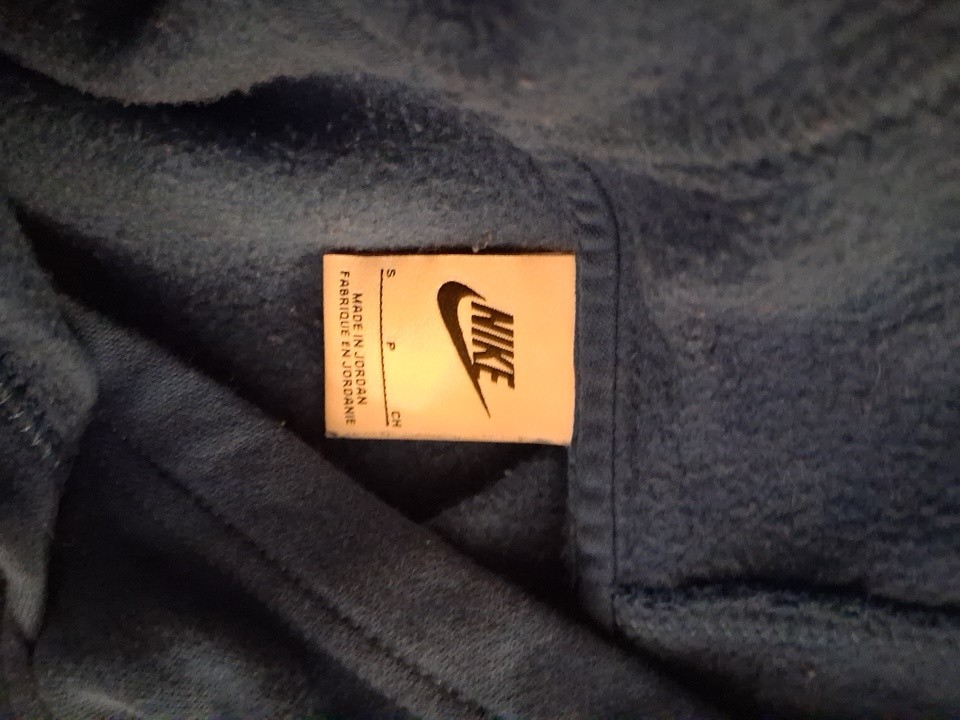 NIKE
S P CH
MADE IN JORDAN
FABRIQUE EN JORDANIE